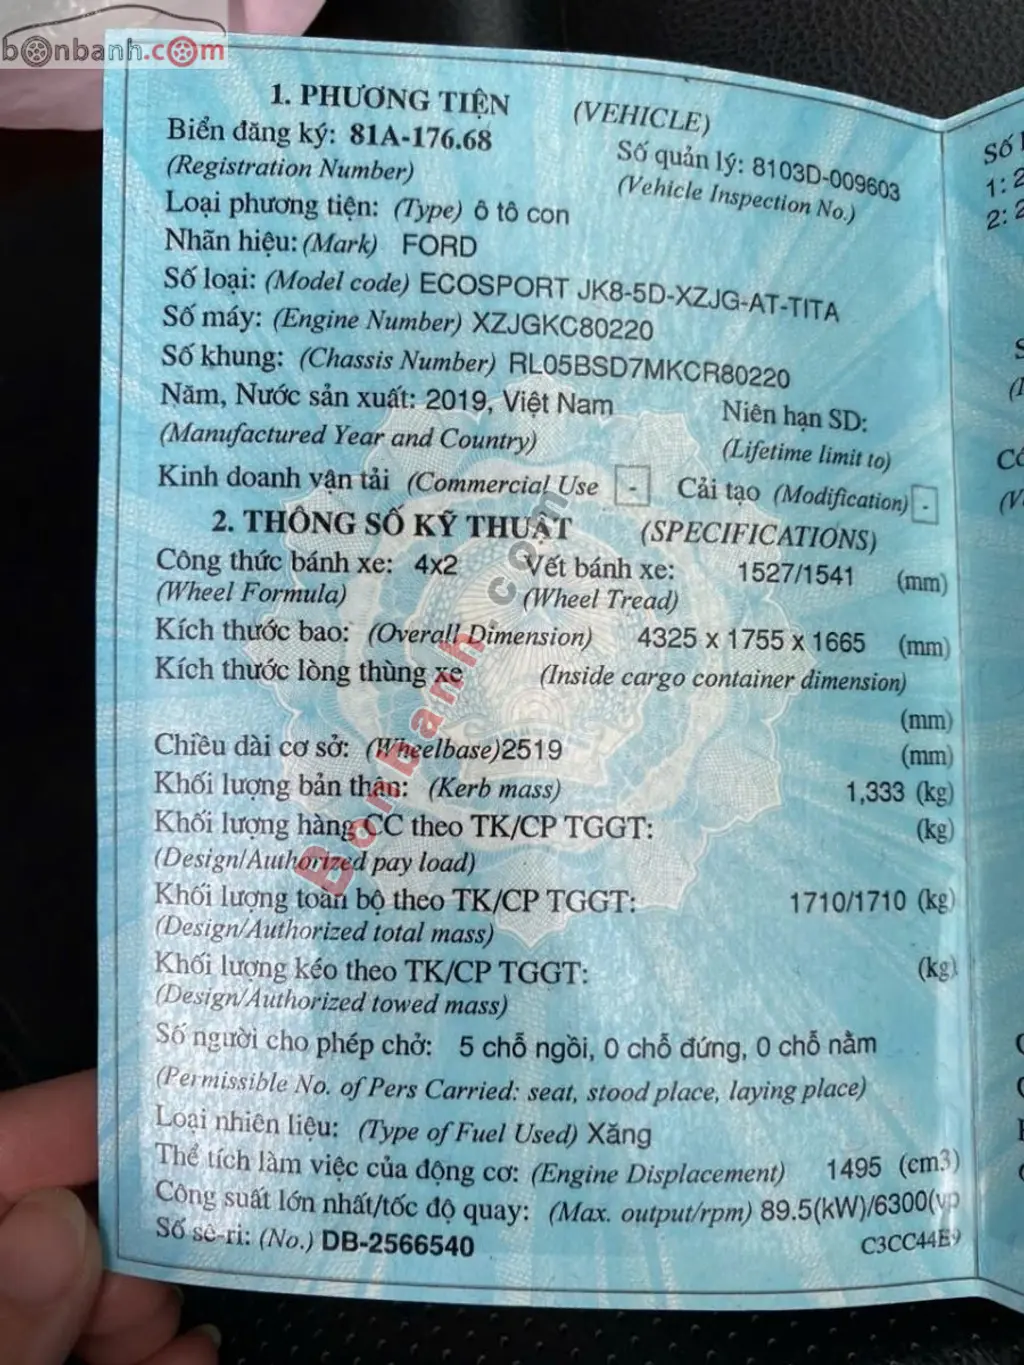 bonbanh.com
1. PHƯƠNG TIỆN (VEHICLE)
Biển đăng ký: 81A-176.68 Số quản lý: 8103D-009603
(Registration Number) (Vehicle Inspection No.)
Loại phương tiện: (Type) ô tô con
Nhãn hiệu: (Mark) FORD
Số loại: (Model code) ECOSPORT JK8-5D-XZJG-AT-TITA
Số máy: (Engine Number) XZJGKC80220
Số khung: (Chassis Number) RL05BSD7MKCR80220
Năm, Nước sản xuất: 2019, Việt Nam Niên hạn SD:
(Manufactured Year and Country) (Lifetime limit to)
Kinh doanh vận tải (Commercial Use - Cải tạo (Modification) -
2. THÔNG SỐ KỸ THUẬT (SPECIFICATIONS)
Công thức bánh xe: 4x2 Vết bánh xe: 1527/1541 (mm)
(Wheel Formula) (Wheel Tread)
Kích thước bao: (Overall Dimension) 4325 x 1755 x 1665 (mm)
Kích thước lòng thùng xe (Inside cargo container dimension)
(mm)
Chiều dài cơ sở: (Wheelbase)2519 (mm)
Khối lượng bản thân: (Kerb mass) 1,333 (kg)
Khối lượng hàng CC theo TK/CP TGGT: (kg)
(Design/Authorized pay load)
Khối lượng toàn bộ theo TK/CP TGGT: 1710/1710 (kg)
(Design/Authorized total mass)
Khối lượng kéo theo TK/CP TGGT: (kg)
(Design/Authorized towed mass)
Số người cho phép chở: 5 chỗ ngồi, 0 chỗ đứng, 0 chỗ nằm
(Permissible No. of Pers Carried: seat, stood place, laying place)
Loại nhiên liệu: (Type of Fuel Used) Xăng
Thể tích làm việc của động cơ: (Engine Displacement) 1495 (cm3)
Công suất lớn nhất/tốc độ quay: (Max. output/rpm) 89.5(kW)/6300(vp
Số sê-ri: (No.) DB-2566540 C3CC44E9
Bonbanh.com
Số
1: 2
2: 2